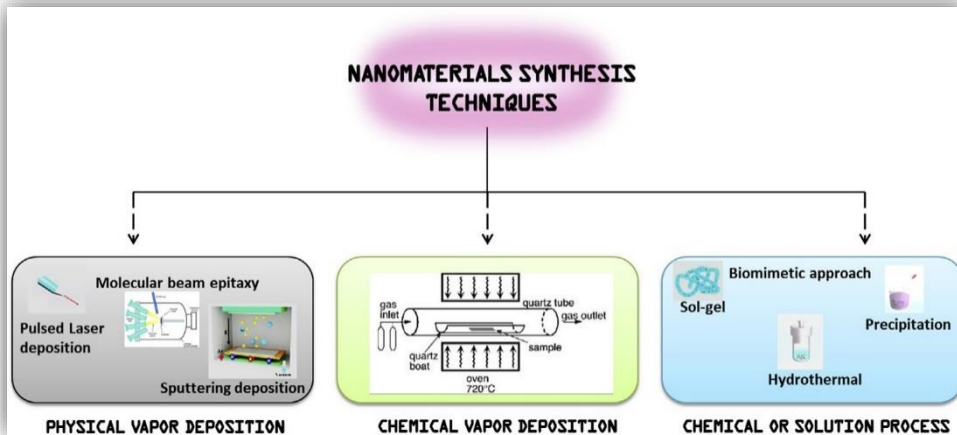 NANOMATERIALS SYNTHESIS
TECHNIQUES
Molecular beam epitaxy
Pulsed Laser
deposition
Sputtering deposition
PHYSICAL VAPOR DEPOSITION
gas
inlet
quartz tube
gas outlet
quartz
boat
sample
oven
720°C
CHEMICAL VAPOR DEPOSITION
Biomimetic approach
Sol-gel
Precipitation
Hydrothermal
CHEMICAL OR SOLUTION PROCESS